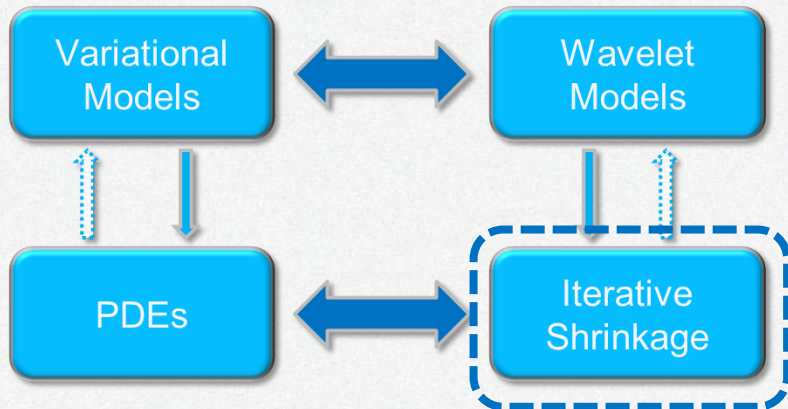 Variational
Models
Wavelet
Models
PDEs
Iterative
Shrinkage